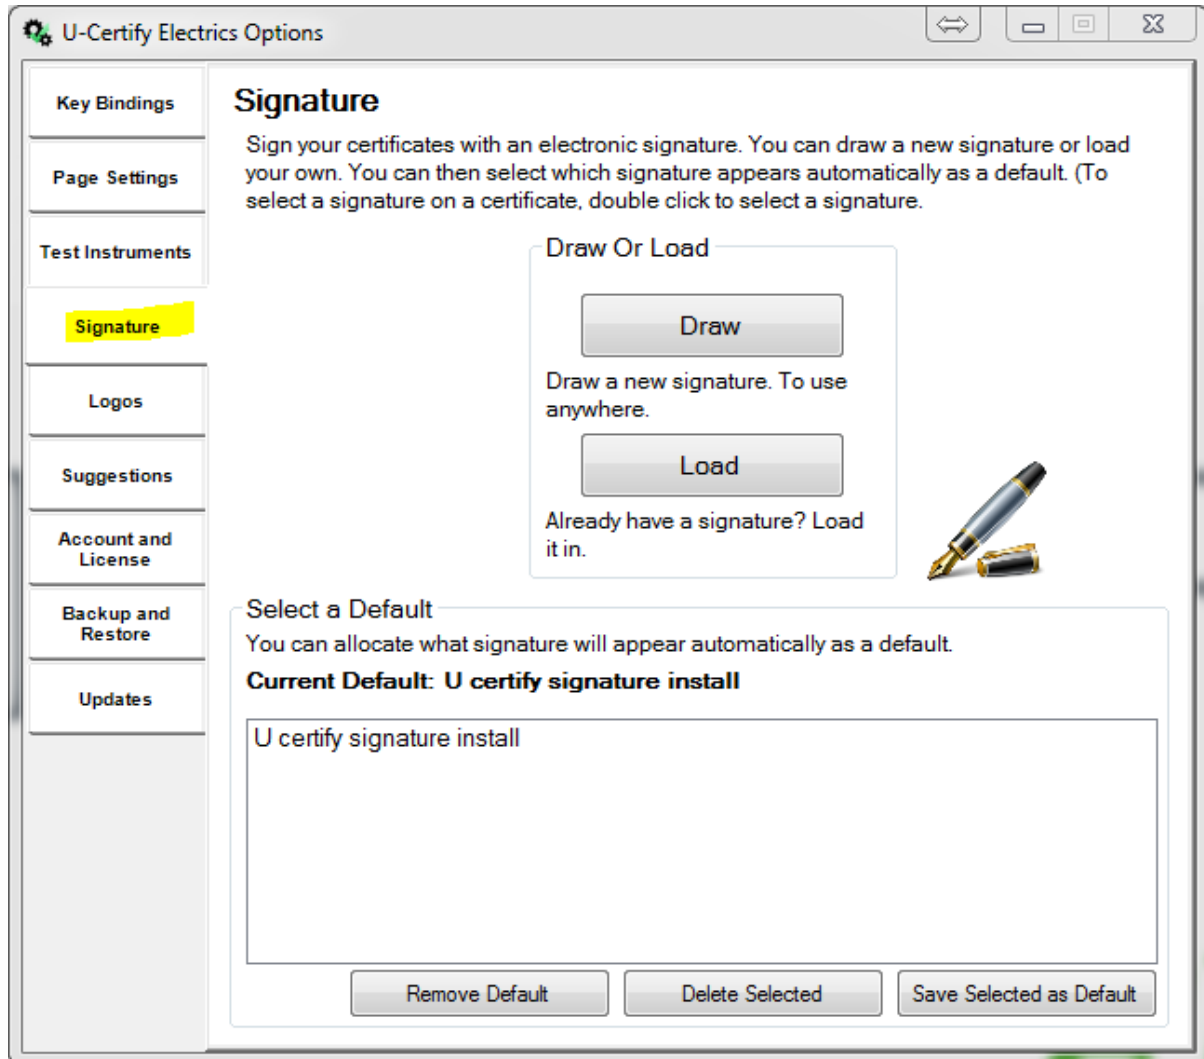 U-Certify Electrics Options
Key Bindings
Page Settings
Test Instruments
Signature
Logos
Suggestions
Account and
License
Backup and
Restore
Updates
Signature
Sign your certificates with an electronic signature. You can draw a new signature or load
your own. You can then select which signature appears automatically as a default. (To
select a signature on a certificate, double click to select a signature.
Draw Or Load
Draw
Draw a new signature. To use
anywhere.
Load
Already have a signature? Load
it in.
Select a Default
You can allocate what signature will appear automatically as a default.
Current Default: U certify signature install
U certify signature install
Remove Default
Delete Selected
Save Selected as Default